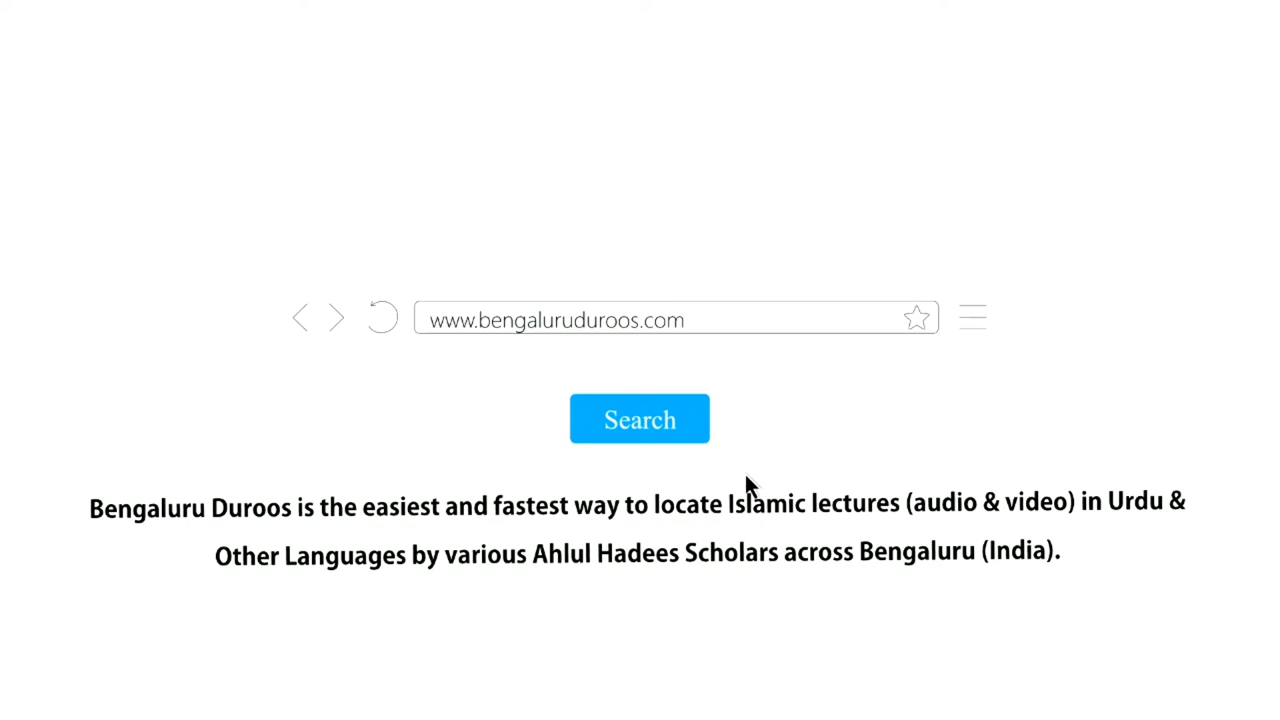 www.bengaluruduroos.com
Search
Bengaluru Duroos is the easiest and fastest way to locate Islamic lectures (audio & video) in Urdu &
Other Languages by various Ahlul Hadees Scholars across Bengaluru (India).